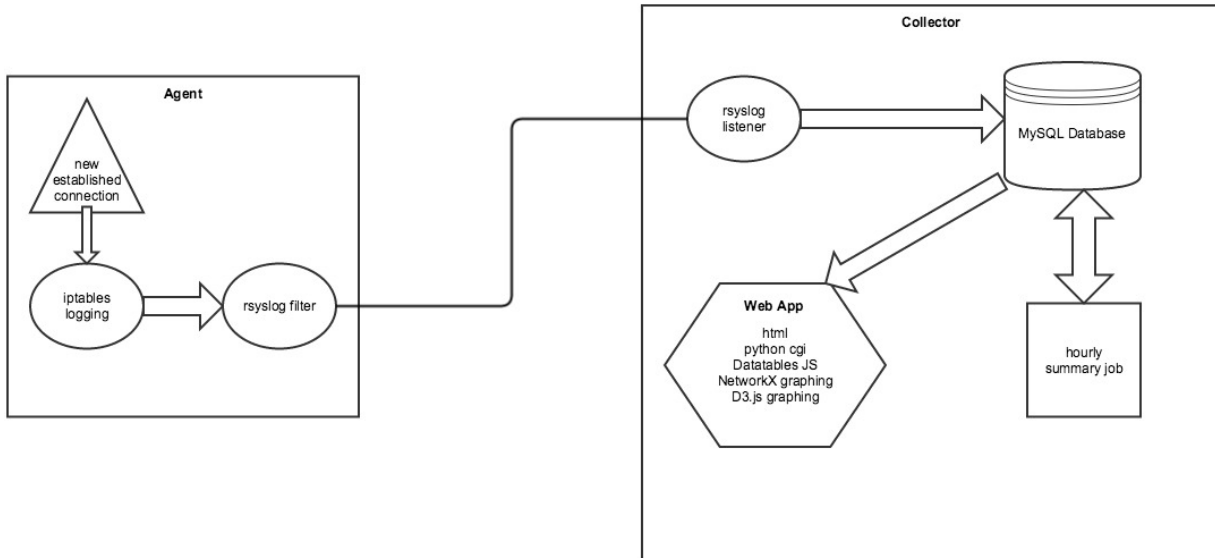 Collector
Agent
new
established
connection
iptables
logging
rsyslog filter
rsyslog
listener
MySQL Database
Web App
html
python cgi
Datatables JS
NetworkX graphing
D3.js graphing
hourly
summary job